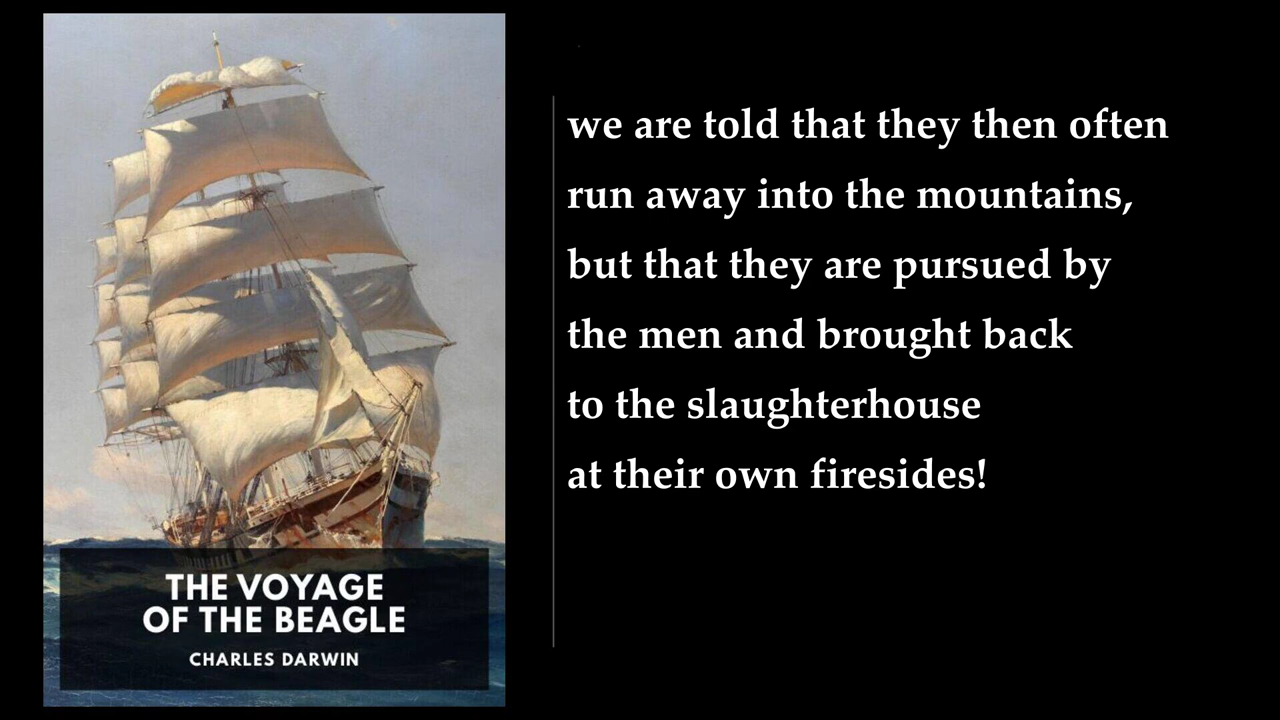 THE VOYAGE
OF THE BEAGLE
CHARLES DARWIN
we are told that they then often
run away into the mountains,
but that they are pursued by
the men and brought back
to the slaughterhouse
at their own firesides!